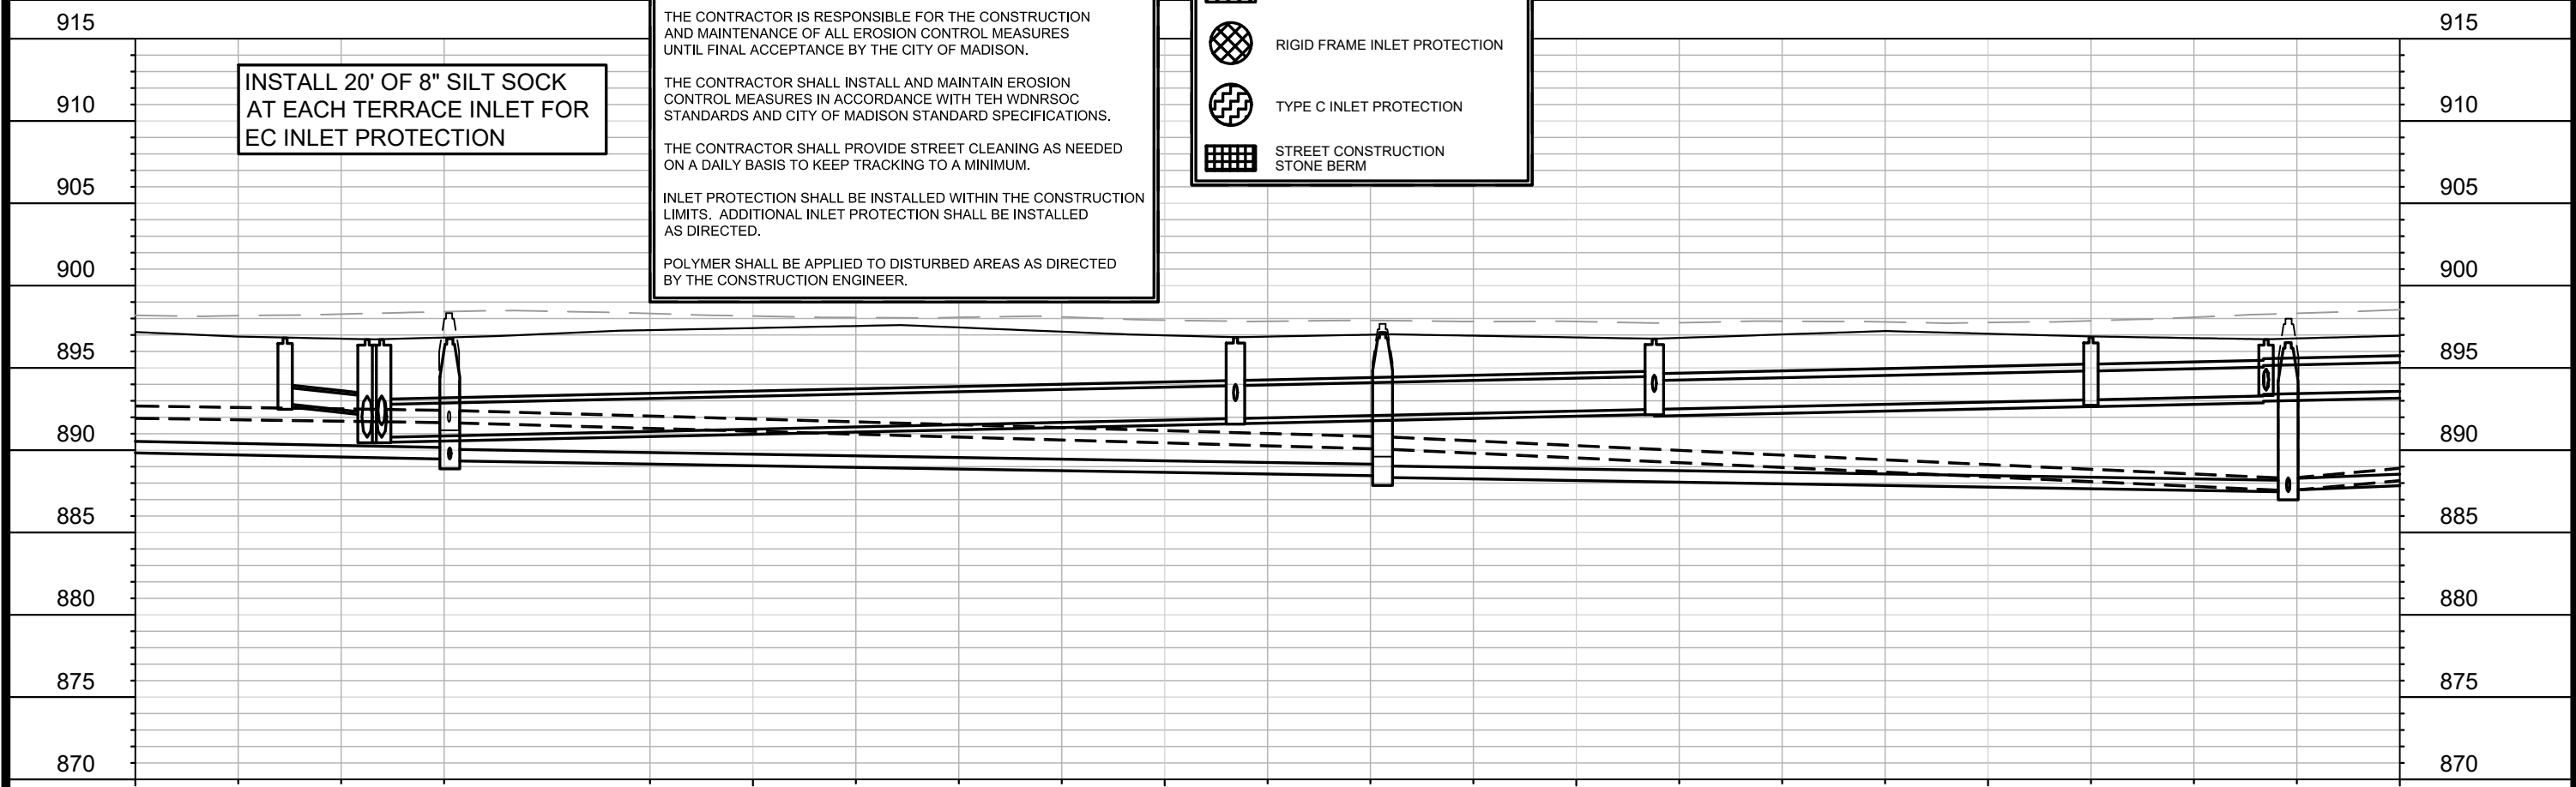 915
910
905
900
895
890
885
880
875
870
INSTALL 20' OF 8" SILT SOCK
AT EACH TERRACE INLET FOR
EC INLET PROTECTION
THE CONTRACTOR IS RESPONSIBLE FOR THE CONSTRUCTION
AND MAINTENANCE OF ALL EROSION CONTROL MEASURES
UNTIL FINAL ACCEPTANCE BY THE CITY OF MADISON.
THE CONTRACTOR SHALL INSTALL AND MAINTAIN EROSION
CONTROL MEASURES IN ACCORDANCE WITH TEH WDNRSOC
STANDARDS AND CITY OF MADISON STANDARD SPECIFICATIONS.
THE CONTRACTOR SHALL PROVIDE STREET CLEANING AS NEEDED
ON A DAILY BASIS TO KEEP TRACKING TO A MINIMUM.
INLET PROTECTION SHALL BE INSTALLED WITHIN THE CONSTRUCTION
LIMITS. ADDITIONAL INLET PROTECTION SHALL BE INSTALLED
AS DIRECTED.
POLYMER SHALL BE APPLIED TO DISTURBED AREAS AS DIRECTED
BY THE CONSTRUCTION ENGINEER.
RIGID FRAME INLET PROTECTION
TYPE C INLET PROTECTION
STREET CONSTRUCTION
STONE BERM
915
910
905
900
895
890
885
880
875
870